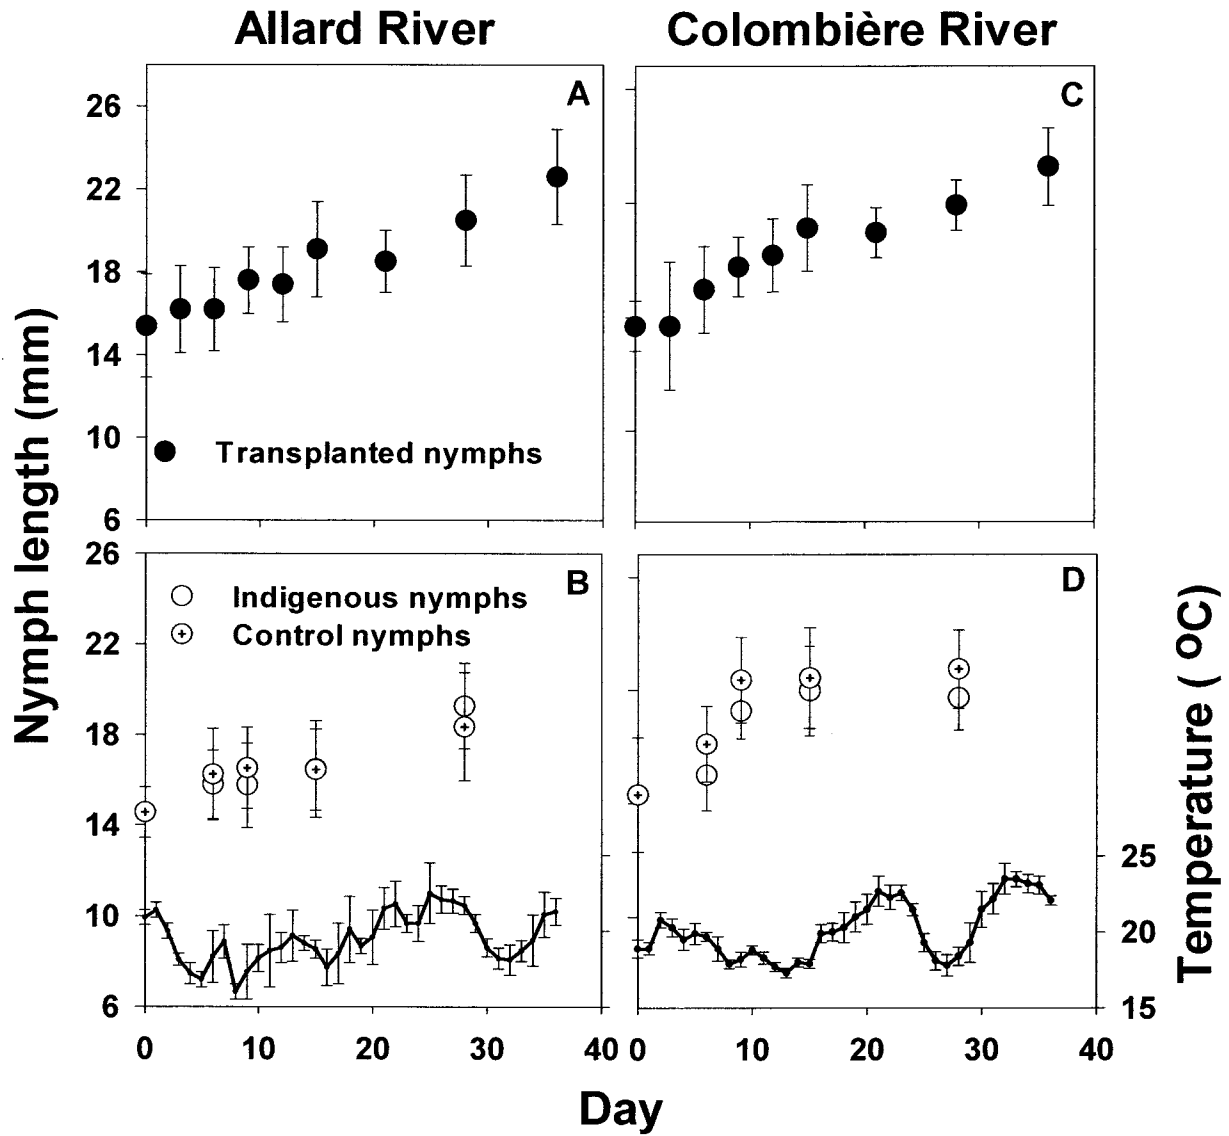 Allard River
Colombière River
A
C
26
22
18
14
10
6
Transplanted nymphs
Nymph length (mm)
B
D
26
22
18
14
10
6
Indigenous nymphs
Control nymphs
25
20
15
Temperature ( ºC)
0 10 20 30 40
0 10 20 30 40
Day